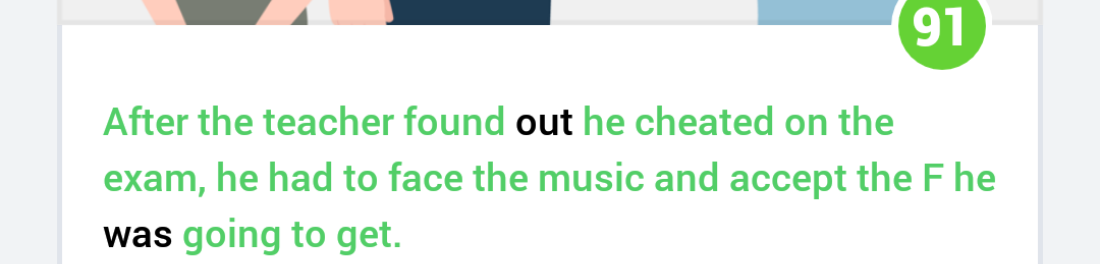 91
After the teacher found out he cheated on the
exam, he had to face the music and accept the F he
was going to get.